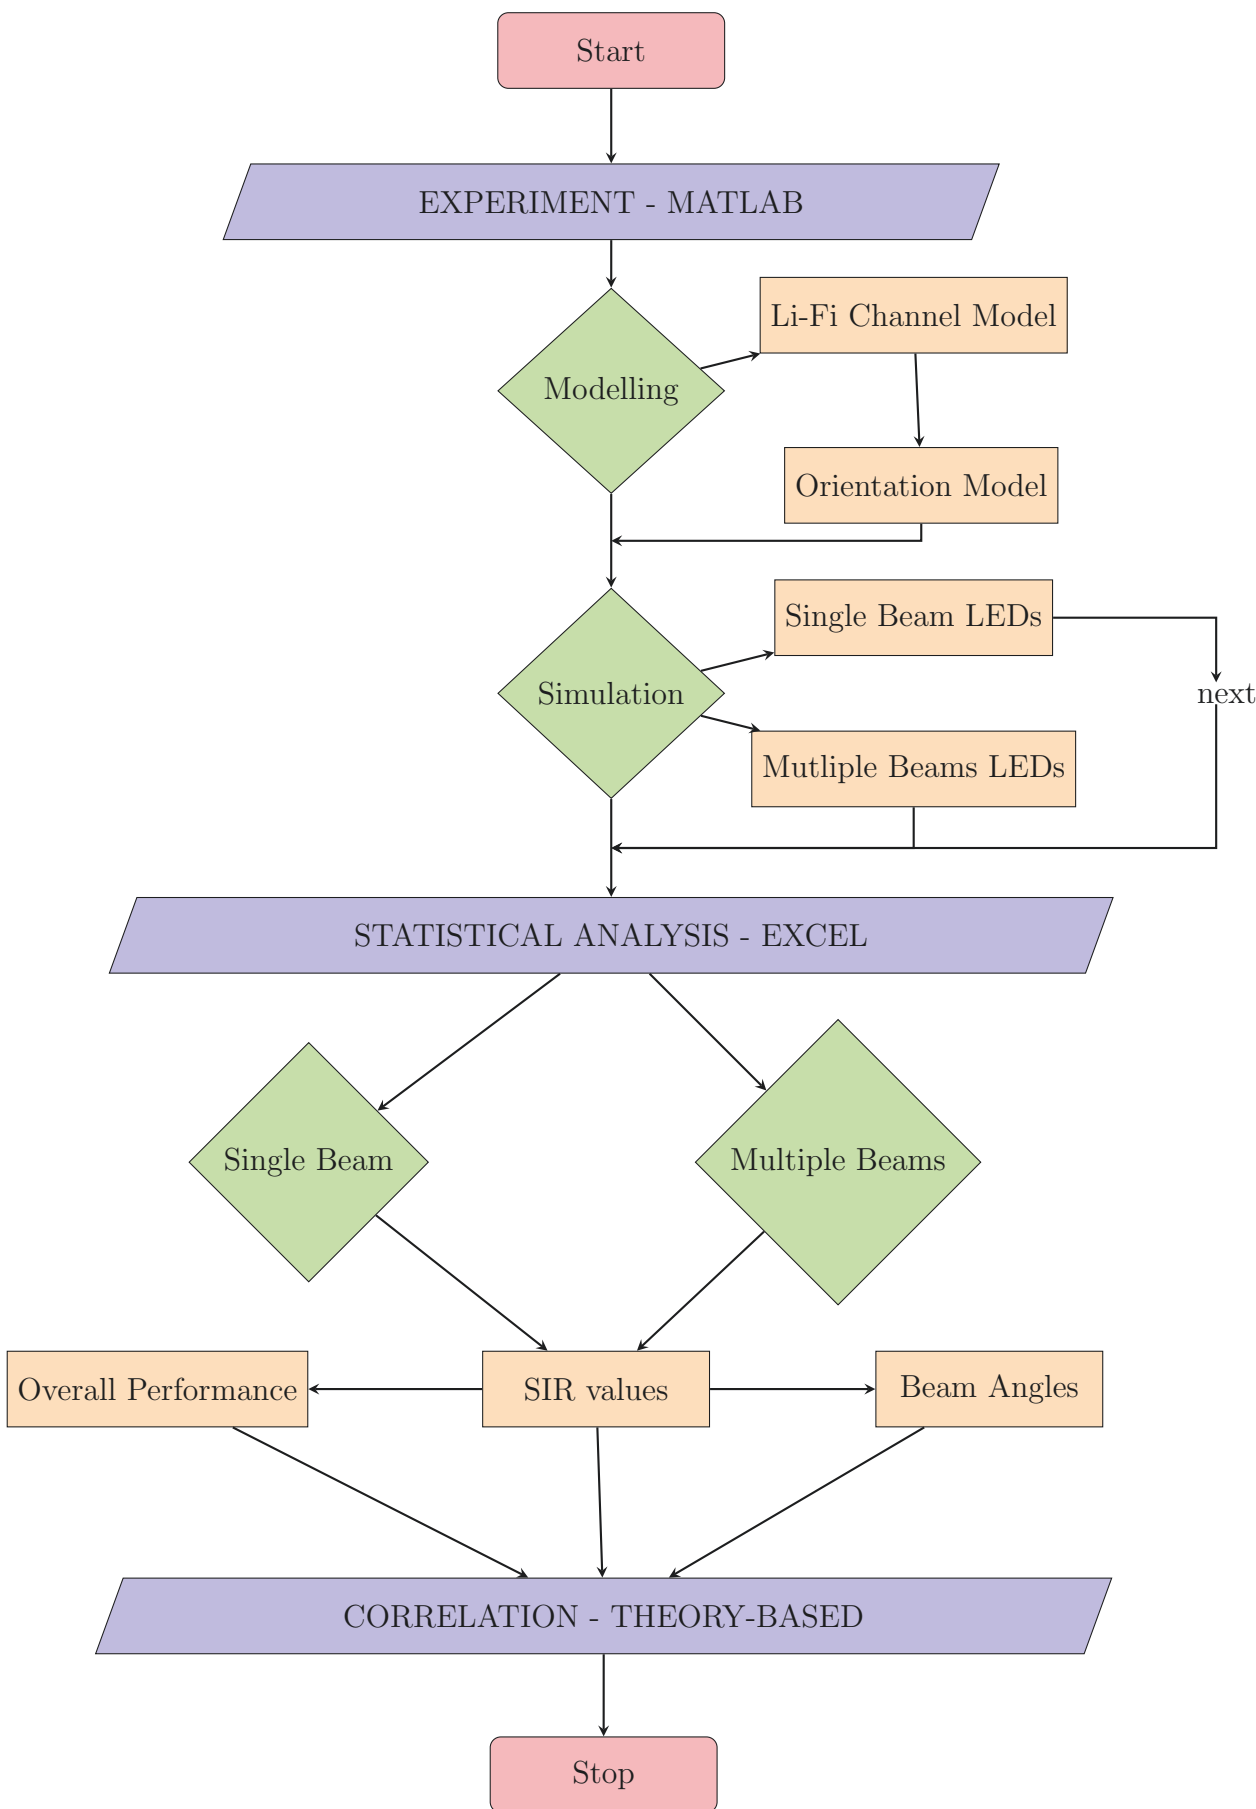 Start
EXPERIMENT - MATLAB
Li-Fi Channel Model
Modelling
Orientation Model
Single Beam LEDs
Simulation
next
Mutliple Beams LEDs
STATISTICAL ANALYSIS - EXCEL
Single Beam
Multiple Beams
Overall Performance
SIR values
Beam Angles
CORRELATION - THEORY-BASED
Stop